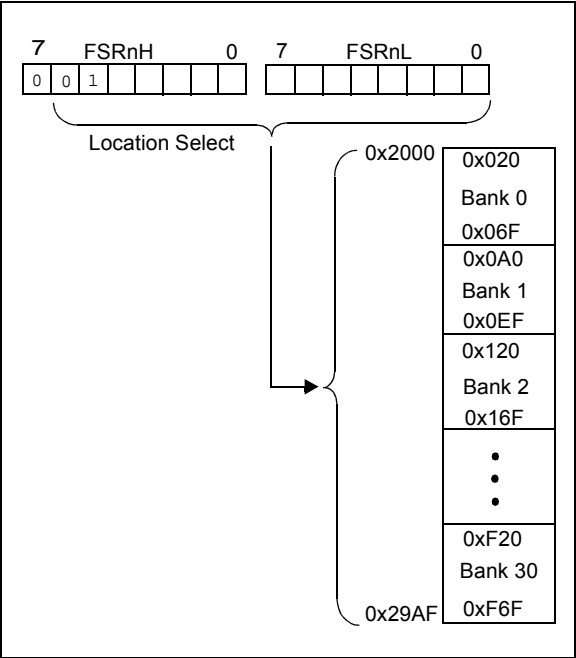 7 FSRnH 0 7 FSRnL 0
0 0 1
Location Select
0x2000
0x020
Bank 0
0x06F
0x0A0
Bank 1
0x0EF
0x120
Bank 2
0x16F
0xF20
Bank 30
0x29AF 0xF6F